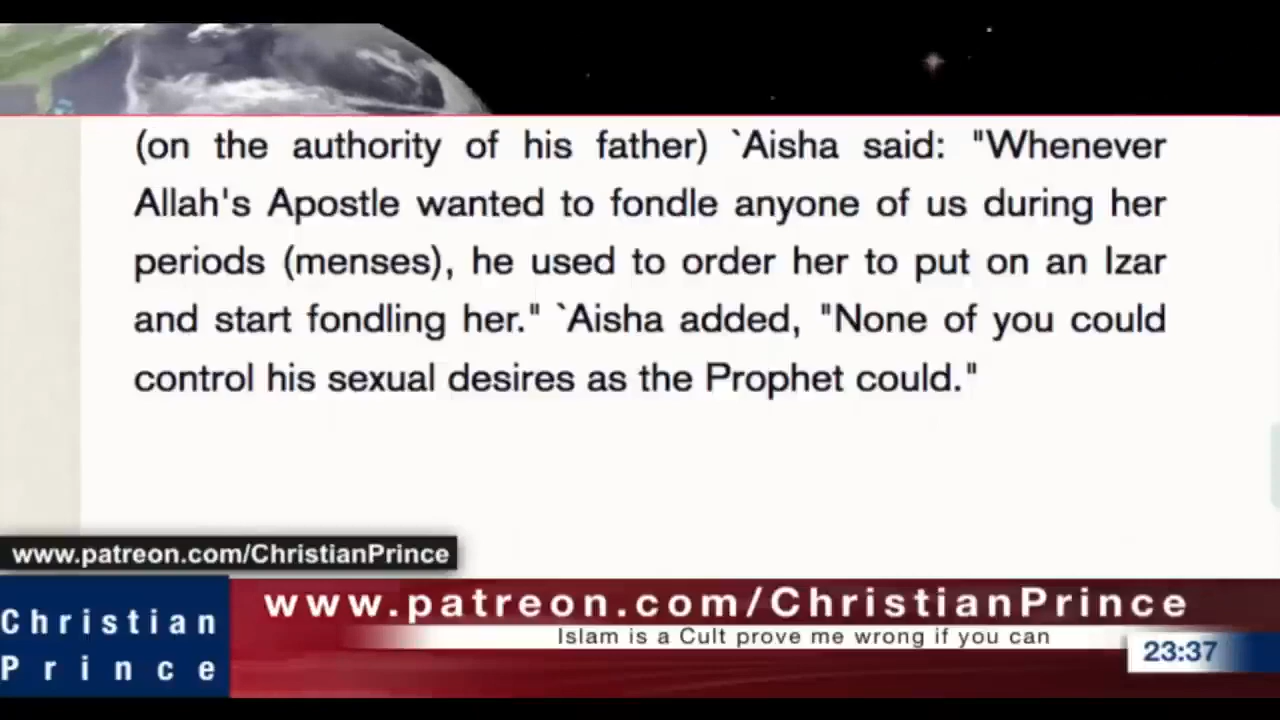 (on the authority of his father) `Aisha said: "Whenever
Allah's Apostle wanted to fondle anyone of us during her
periods (menses), he used to order her to put on an Izar
and start fondling her." `Aisha added, "None of you could
control his sexual desires as the Prophet could."
www.patreon.com/ChristianPrince
Christian
Prince
www.patreon.com/ChristianPrince
Islam is a Cult prove me wrong if you can
23:37